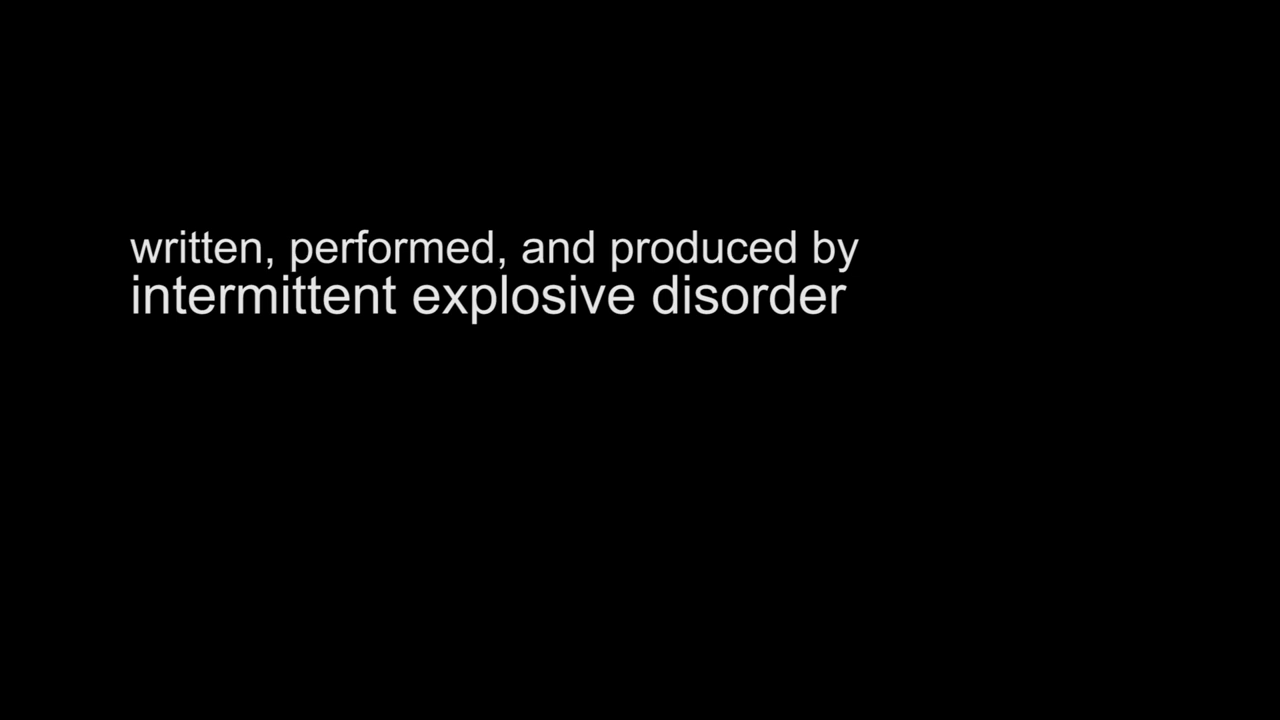 written, performed, and produced by
intermittent explosive disorder